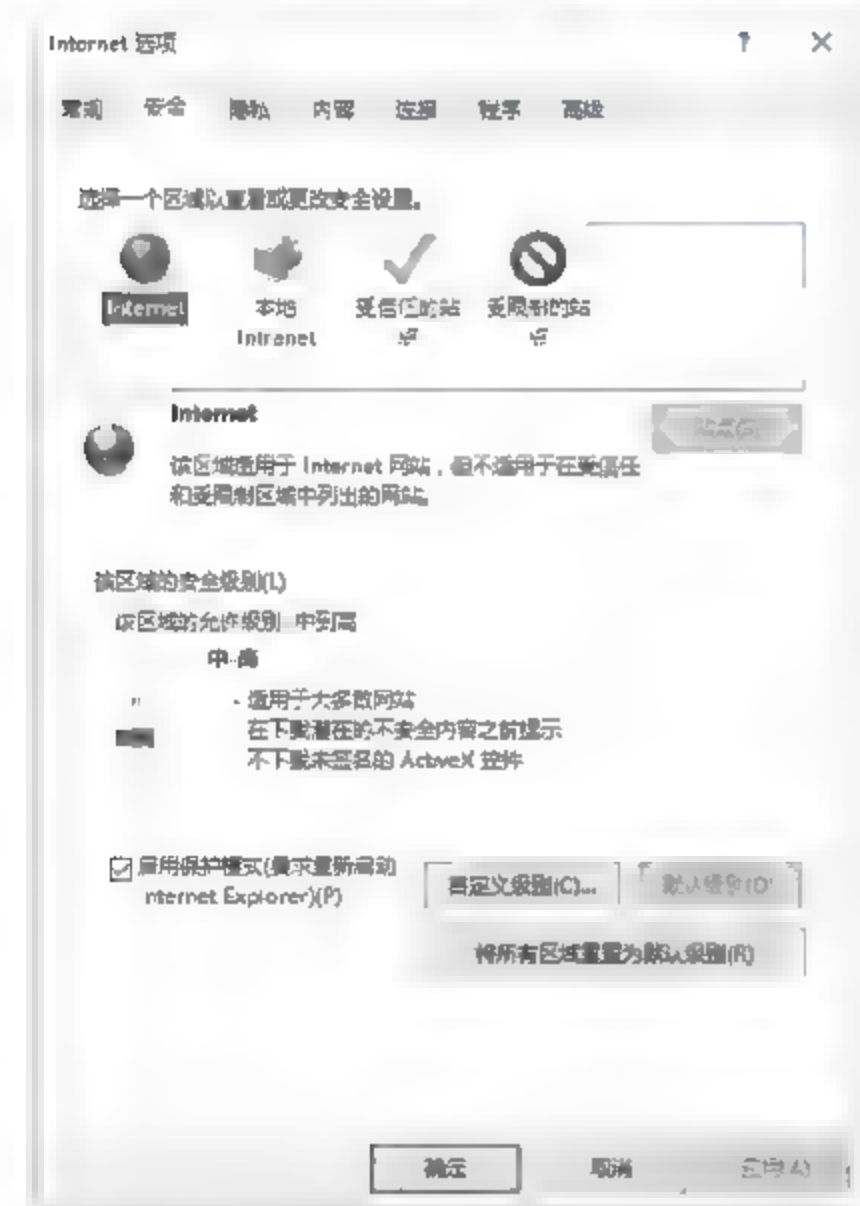 Internet 选项
常规 安全 隐私 内容 连接 程序 高级
选择一个区域以查看或更改安全设置。
Internet 本地 受信任的站 受限制的站
Intranet 点 点
Internet
站点(S)
该区域适用于 Internet 网站，但不适用于在受信任
和受限制区域中列出的网站。
该区域的安全级别(L)
该区域的允许级别: 中到高
中-高
- 适用于大多数网站
在下载潜在的不安全内容之前提示
不下载未签名的 ActiveX 控件
启用保护模式(要求重新启动
nternet Explorer)(P)
自定义级别(C)...
默认级别(D)
将所有区域重置为默认级别(R)
确定 取消 应用(A)